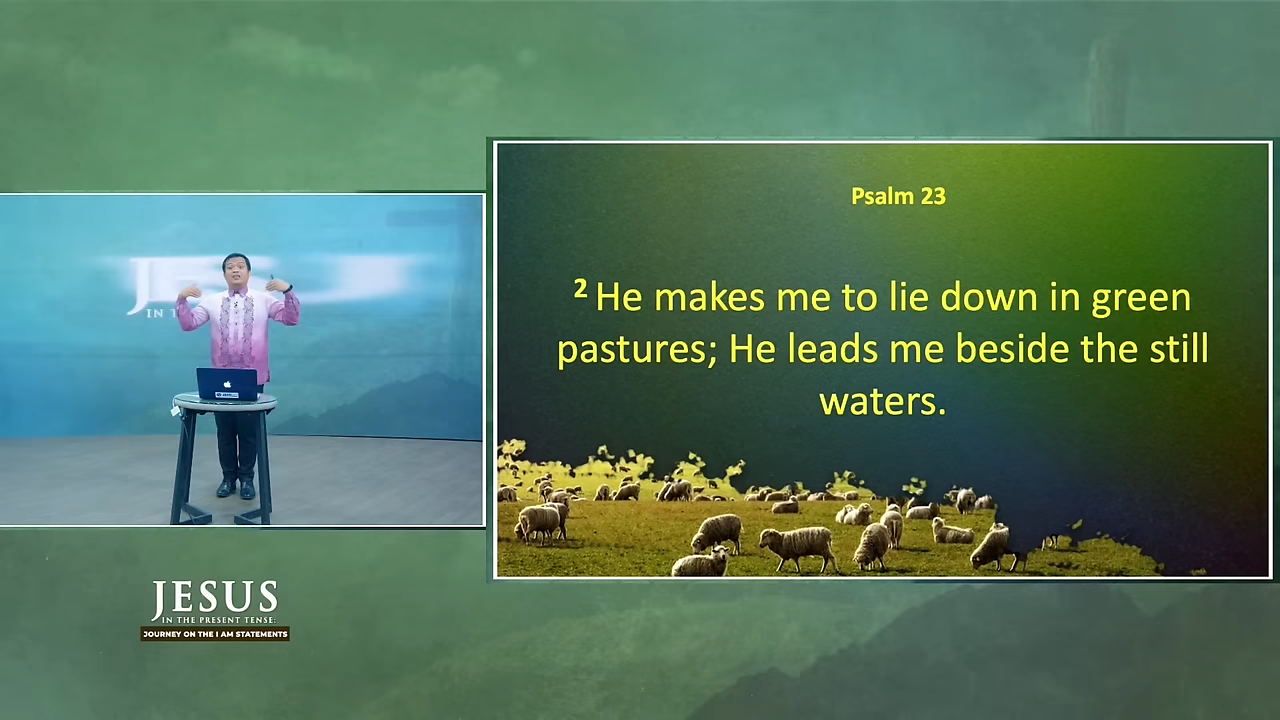 Psalm 23
2 He makes me to lie down in green
pastures; He leads me beside the still
waters.
JESUS
IN THE PRESENT TENSE:
JOURNEY ON THE I AM STATEMENTS